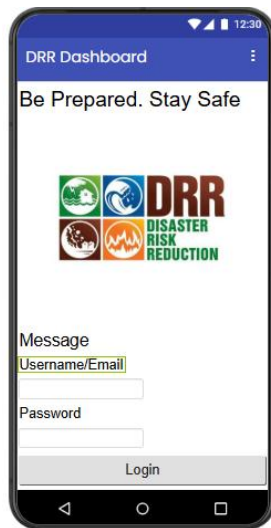 12:30
DRR Dashboard
Be Prepared. Stay Safe
DRR
DISASTER
RISK
REDUCTION
Message
Username/Email
Password
Login